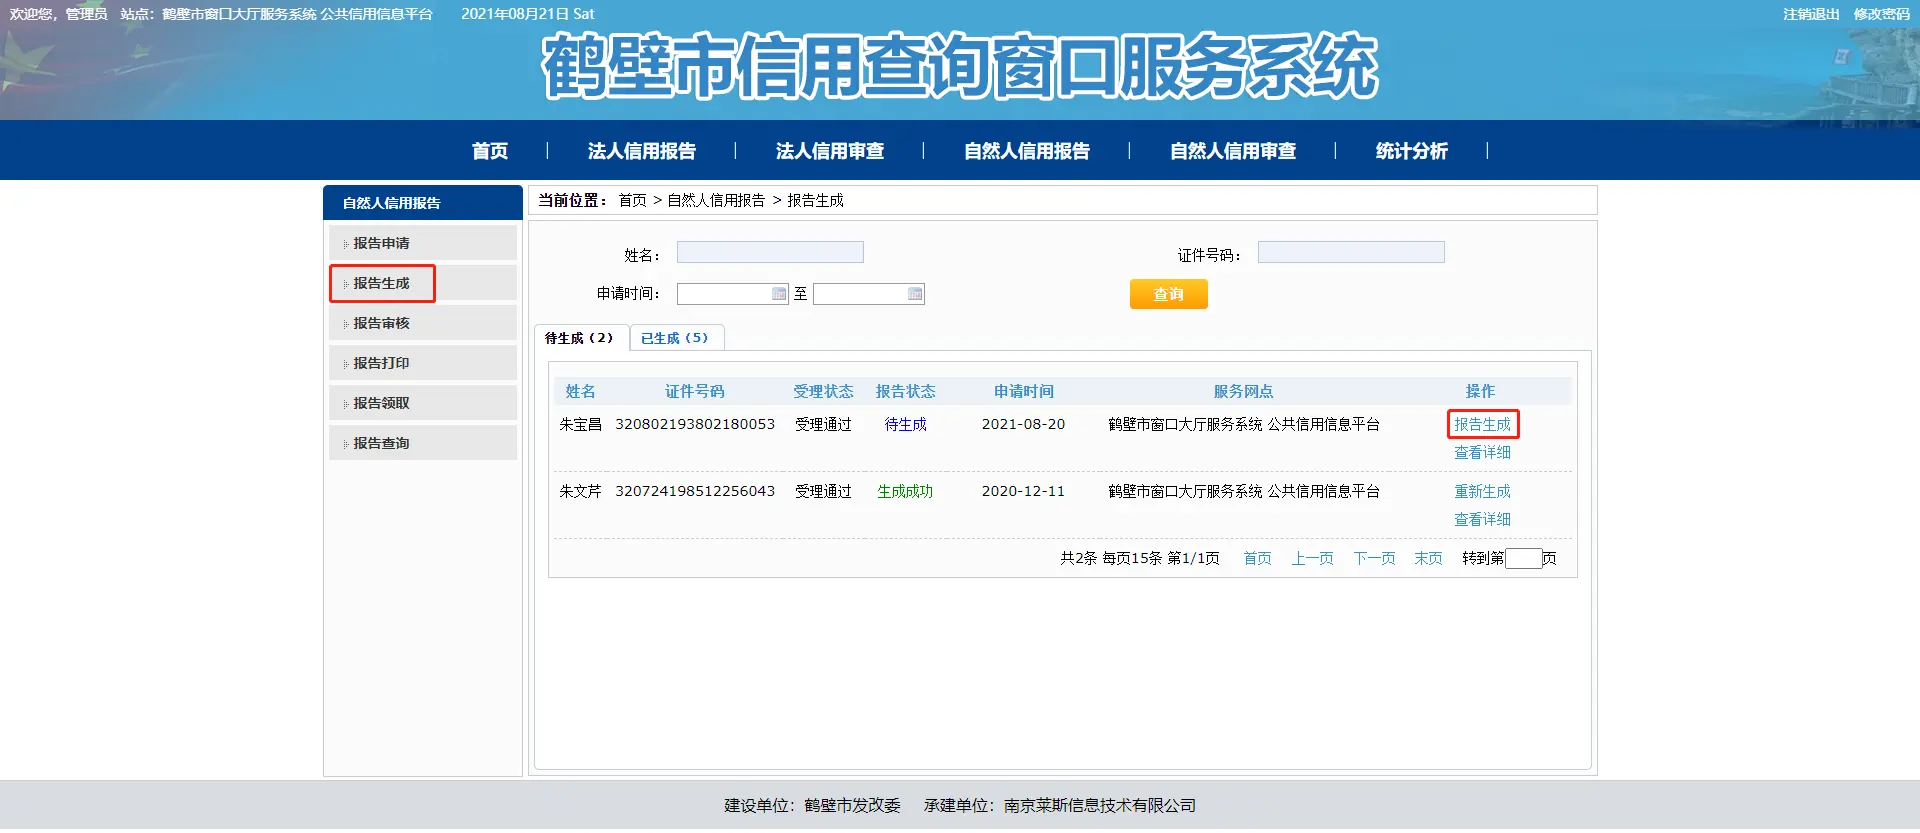 欢迎您，管理员 站点：鹤壁市窗口大厅服务系统 公共信用信息平台 2021年08月21日 Sat 注销退出 修改密码
鹤壁市信用查询窗口服务系统
首页 | 法人信用报告 | 法人信用审查 | 自然人信用报告 | 自然人信用审查 | 统计分析 |
自然人信用报告
报告申请
报告生成
报告审核
报告打印
报告领取
报告查询
当前位置： 首页 > 自然人信用报告 > 报告生成
姓名： 证件号码：
申请时间： 至 查询
待生成（2） 已生成（5）
姓名 证件号码 受理状态 报告状态 申请时间 服务网点 操作
朱宝昌 320802193802180053 受理通过 待生成 2021-08-20 鹤壁市窗口大厅服务系统 公共信用信息平台 报告生成
查看详细
朱文芹 320724198512256043 受理通过 生成成功 2020-12-11 鹤壁市窗口大厅服务系统 公共信用信息平台 重新生成
查看详细
共2条 每页15条 第1/1页 首页 上一页 下一页 末页 转到第 页
建设单位：鹤壁市发改委 承建单位：南京莱斯信息技术有限公司